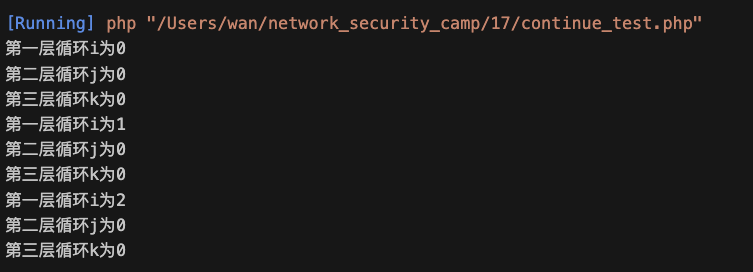 [Running] php "/Users/wan/network_security_camp/17/continue_test.php"
第一层循环i为0
第二层循环j为0
第三层循环k为0
第一层循环i为1
第二层循环j为0
第三层循环k为0
第一层循环i为2
第二层循环j为0
第三层循环k为0